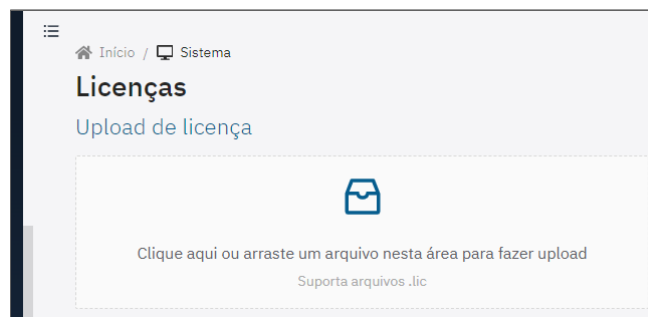 Início / Sistema
Licenças
Upload de licença
Clique aqui ou arraste um arquivo nesta área para fazer upload
Suporta arquivos .lic